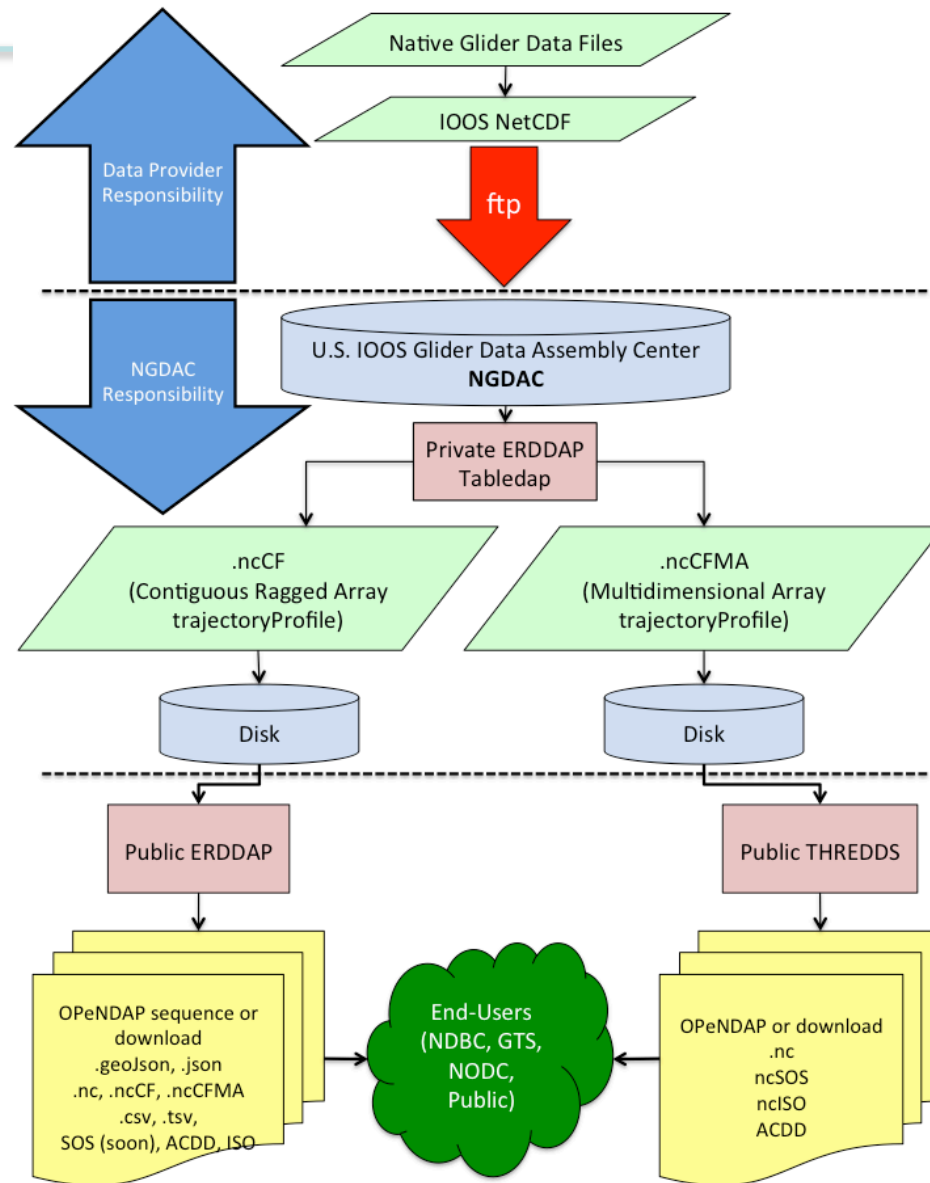 Native Glider Data Files
IOOS NetCDF
Data Provider
Responsibility
ftp
U.S. IOOS Glider Data Assembly Center
NGDAC
NGDAC
Responsibility
Private ERDDAP
Tabledap
.ncCF
(Contiguous Ragged Array
trajectoryProfile)
.ncCFMA
(Multidimensional Array
trajectoryProfile)
Disk
Disk
Public ERDDAP
Public THREDDS
OPeNDAP sequence or
download
.geoJson, .json
.nc, .ncCF, .ncCFMA
.csv, .tsv,
SOS (soon), ACDD, ISO
End-Users
(NDBC, GTS,
NODC,
Public)
OPeNDAP or download
.nc
ncSOS
ncISO
ACDD